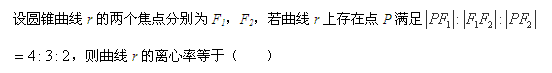 设圆锥曲线 r 的两个焦点分别为 F₁，F₂，若曲线 r 上存在点 P 满足|PF₁|:|F₁F₂|:|PF₂|
=4:3:2，则曲线 r 的离心率等于（　　）